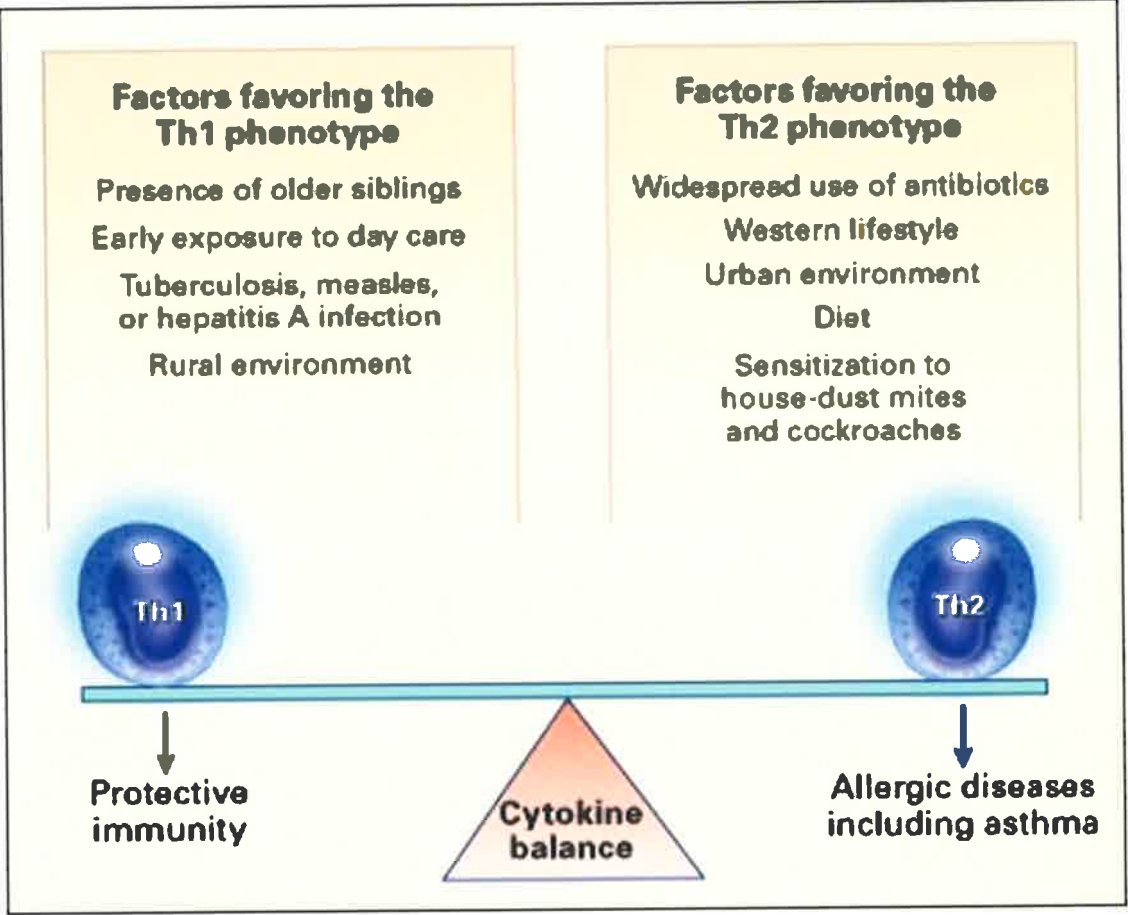 Factors favoring the
Th1 phenotype
Presence of older siblings
Early exposure to day care
Tuberculosis, measles,
or hepatitis A infection
Rural environment
Factors favoring the
Th2 phenotype
Widespread use of antibiotics
Western lifestyle
Urban environment
Diet
Sensitization to
house-dust mites
and cockroaches
Th1
Th2
Protective
immunity
Cytokine
balance
Allergic diseases
including asthma